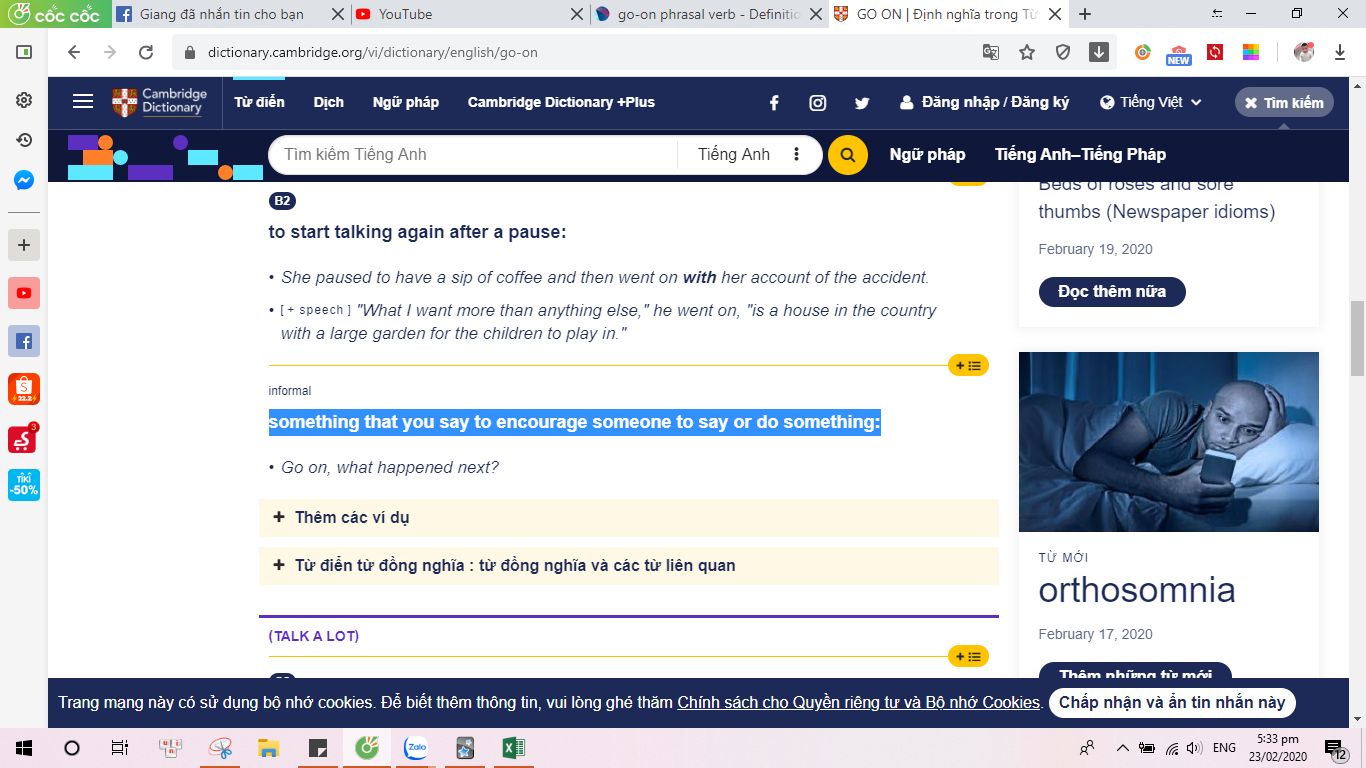 cốc cốc
Giang đã nhắn tin cho bạn
YouTube
go-on phrasal verb - Definitio
GO ON | Định nghĩa trong Từ
dictionary.cambridge.org/vi/dictionary/english/go-on
NEW
Cambridge
Dictionary
Từ điển
Dịch
Ngữ pháp
Cambridge Dictionary +Plus
Đăng nhập / Đăng ký
Tiếng Việt
Tìm kiếm
Tìm kiếm Tiếng Anh
Tiếng Anh
Ngữ pháp
Tiếng Anh–Tiếng Pháp
B2
to start talking again after a pause:
• She paused to have a sip of coffee and then went on with her account of the accident.
• [ + speech ] "What I want more than anything else," he went on, "is a house in the country
with a large garden for the children to play in."
informal
something that you say to encourage someone to say or do something:
• Go on, what happened next?
+ Thêm các ví dụ
+ Từ điển từ đồng nghĩa : từ đồng nghĩa và các từ liên quan
(TALK A LOT)
Beds of roses and sore
thumbs (Newspaper idioms)
February 19, 2020
Đọc thêm nữa
TỪ MỚI
orthosomnia
February 17, 2020
Thêm những từ mới
Trang mạng này có sử dụng bộ nhớ cookies. Để biết thêm thông tin, vui lòng ghé thăm Chính sách cho Quyền riêng tư và Bộ nhớ Cookies.
Chấp nhận và ẩn tin nhắn này
22.2
3
TIKI
-50%
Zalo
ENG
5:33 pm
23/02/2020
12